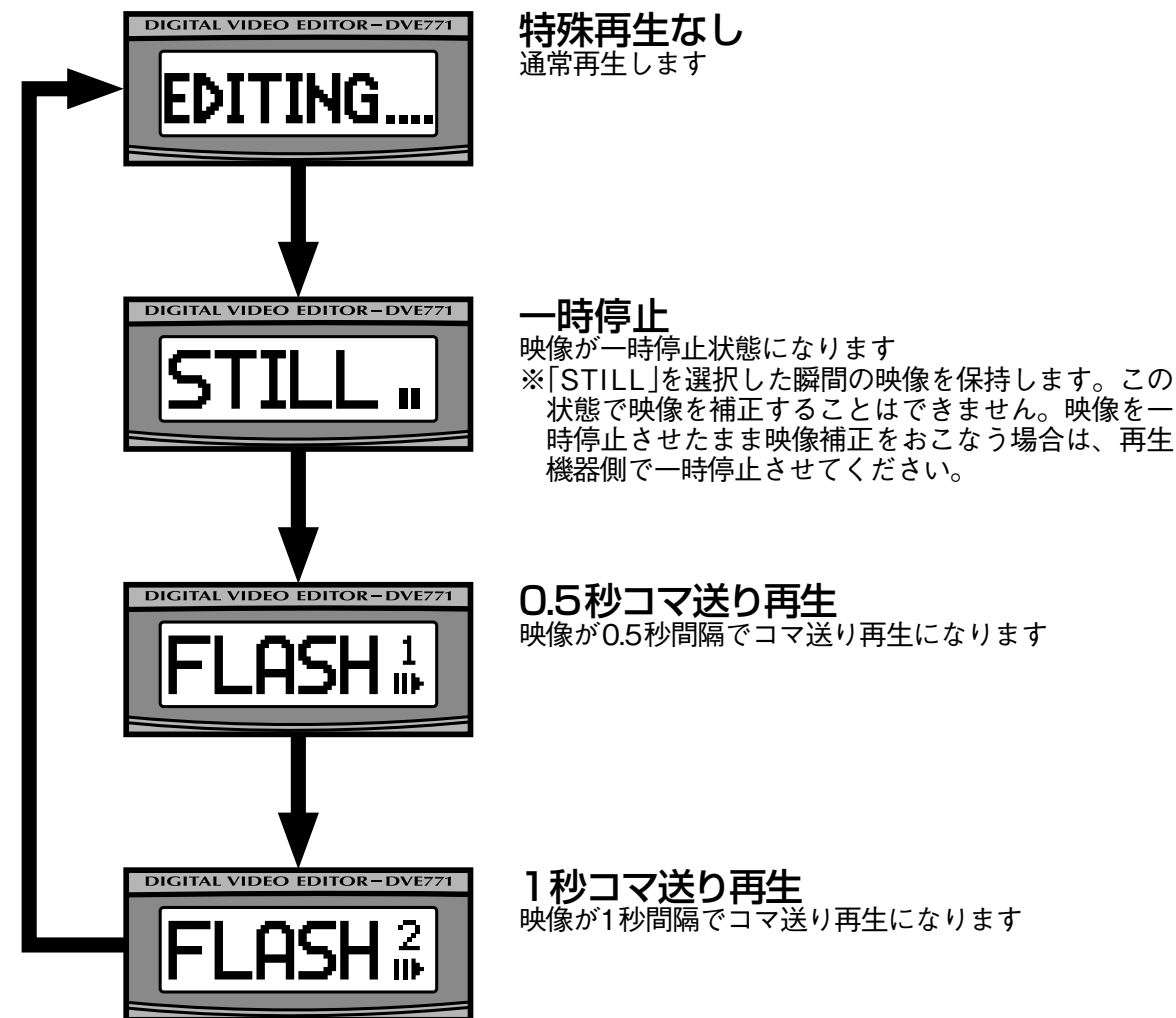 DIGITAL VIDEO EDITOR−DVE771
EDITING....
特殊再生なし
通常再生します
DIGITAL VIDEO EDITOR−DVE771
STILL
一時停止
映像が一時停止状態になります
※「STILL」を選択した瞬間の映像を保持します。この
状態で映像を補正することはできません。映像を一
時停止させたまま映像補正をおこなう場合は、再生
機器側で一時停止させてください。
DIGITAL VIDEO EDITOR−DVE771
FLASH 1
0.5秒コマ送り再生
映像が0.5秒間隔でコマ送り再生になります
DIGITAL VIDEO EDITOR−DVE771
FLASH 2
1秒コマ送り再生
映像が1秒間隔でコマ送り再生になります